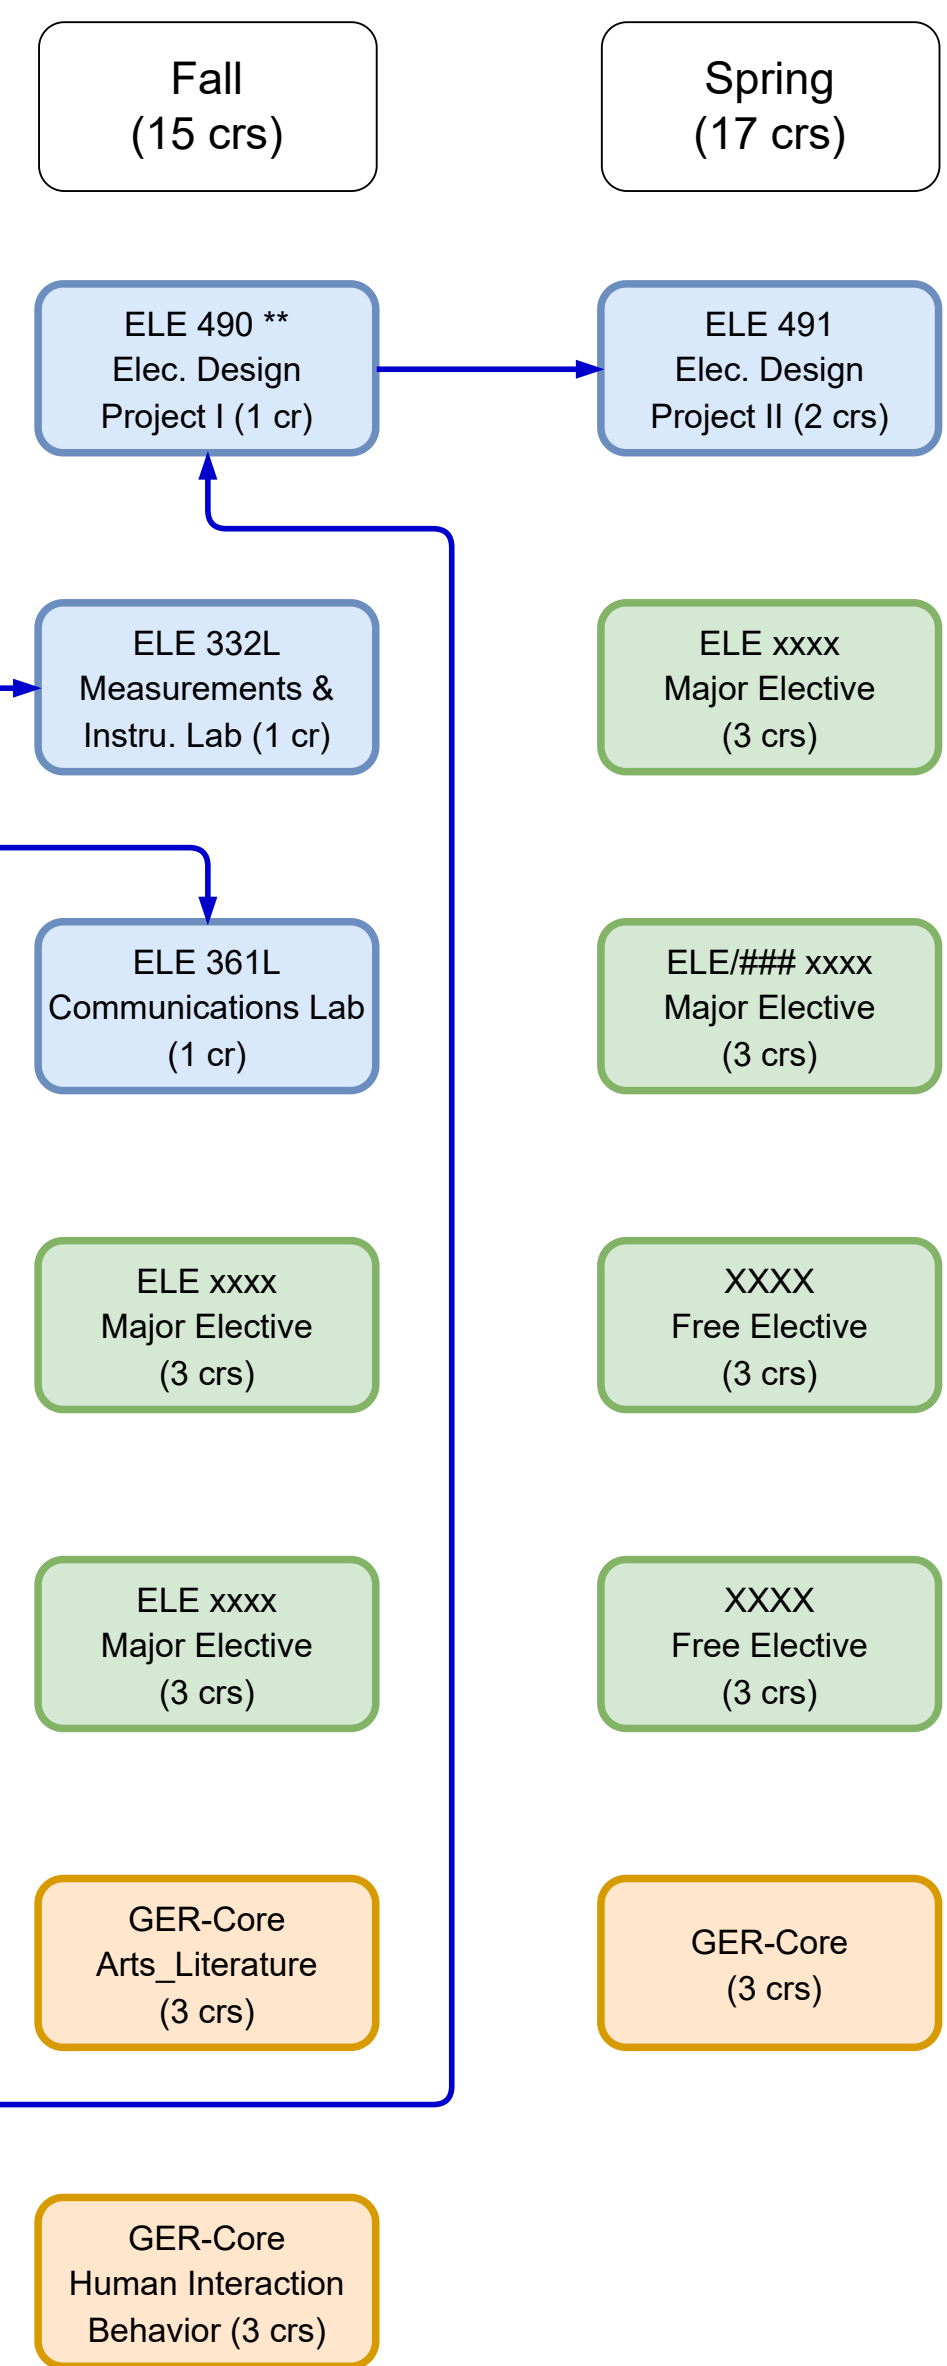 Fall
(15 crs)
Spring
(17 crs)
ELE 490 **
Elec. Design
Project I (1 cr)
ELE 491
Elec. Design
Project II (2 crs)
ELE 332L
Measurements &
Instru. Lab (1 cr)
ELE xxxx
Major Elective
(3 crs)
ELE 361L
Communications Lab
(1 cr)
ELE/### xxxx
Major Elective
(3 crs)
ELE xxxx
Major Elective
(3 crs)
XXXX
Free Elective
(3 crs)
ELE xxxx
Major Elective
(3 crs)
XXXX
Free Elective
(3 crs)
GER-Core
Arts_Literature
(3 crs)
GER-Core
(3 crs)
GER-Core
Human Interaction
Behavior (3 crs)